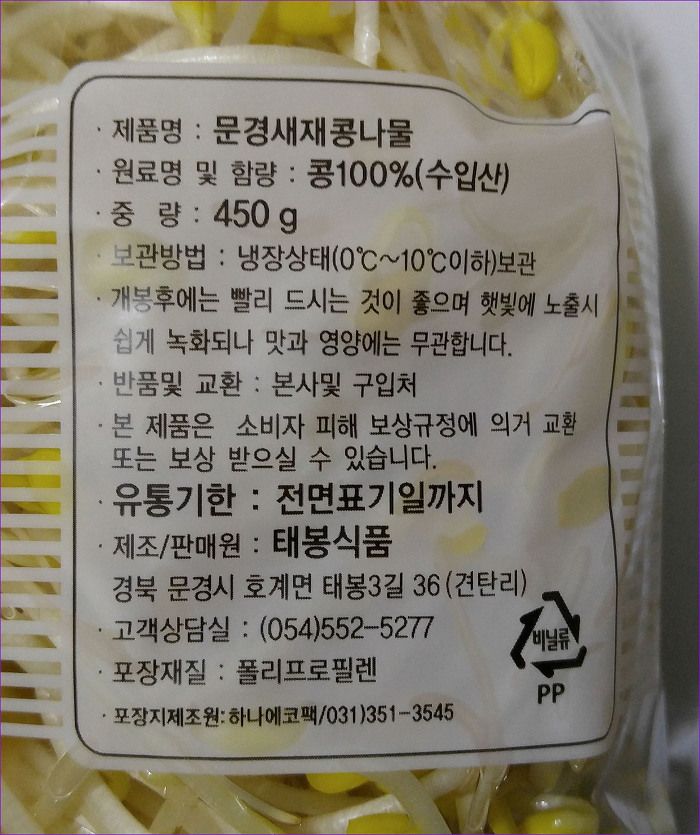 · 제품명 : 문경새재콩나물
· 원료명 및 함량 : 콩100%(수입산)
· 중 량 : 450 g
· 보관방법 : 냉장상태(0℃~10℃이하)보관
· 개봉후에는 빨리 드시는 것이 좋으며 햇빛에 노출시
쉽게 녹화되나 맛과 영양에는 무관합니다.
· 반품및 교환 : 본사및 구입처
· 본 제품은 소비자 피해 보상규정에 의거 교환
또는 보상 받으실 수 있습니다.
· 유통기한 : 전면표기일까지
· 제조/판매원 : 태봉식품
경북 문경시 호계면 태봉3길 36 (견탄리)
· 고객상담실 : (054)552-5277
· 포장재질 : 폴리프로필렌
비닐류
PP
· 포장지제조원: 하나에코팩/031)351-3545